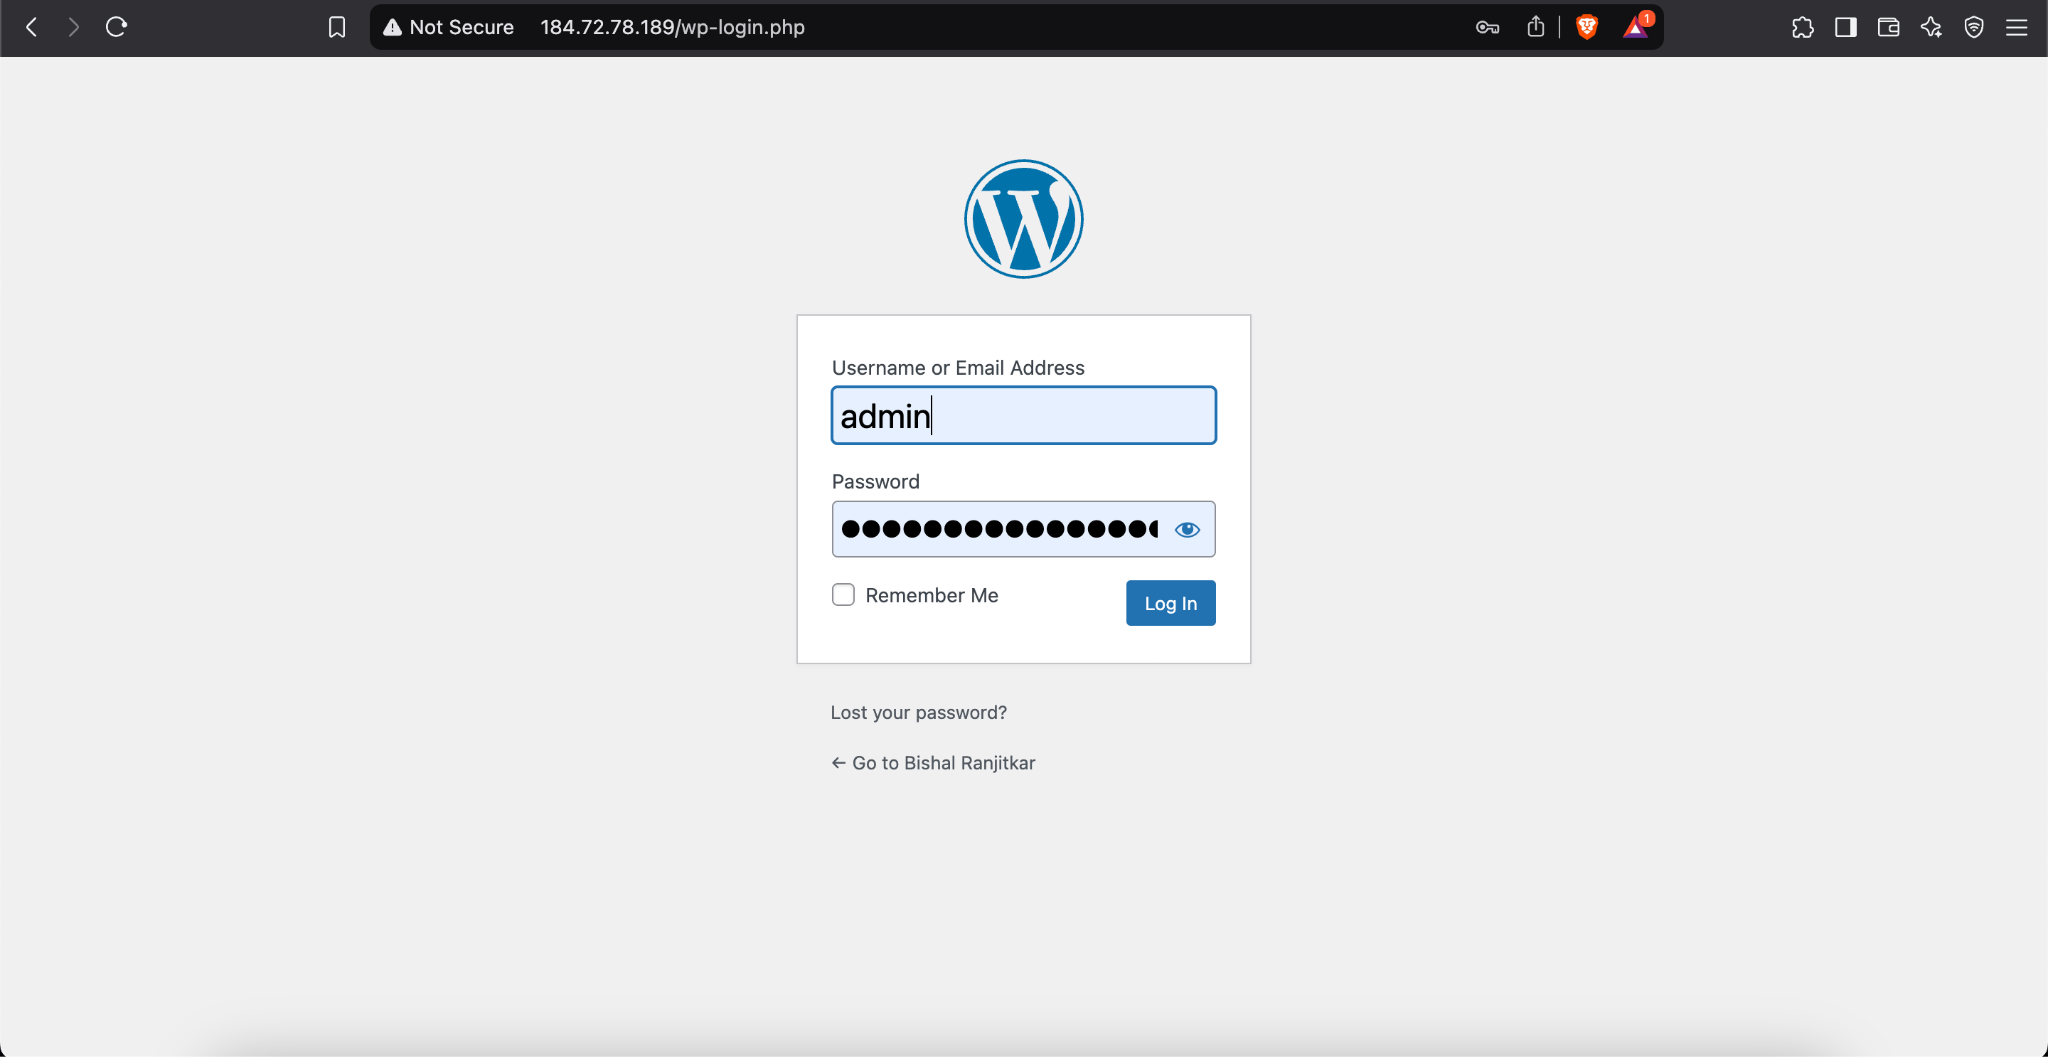 Not Secure 184.72.78.189/wp-login.php
1
Username or Email Address
admin
Password
Remember Me
Log In
Lost your password?
← Go to Bishal Ranjitkar